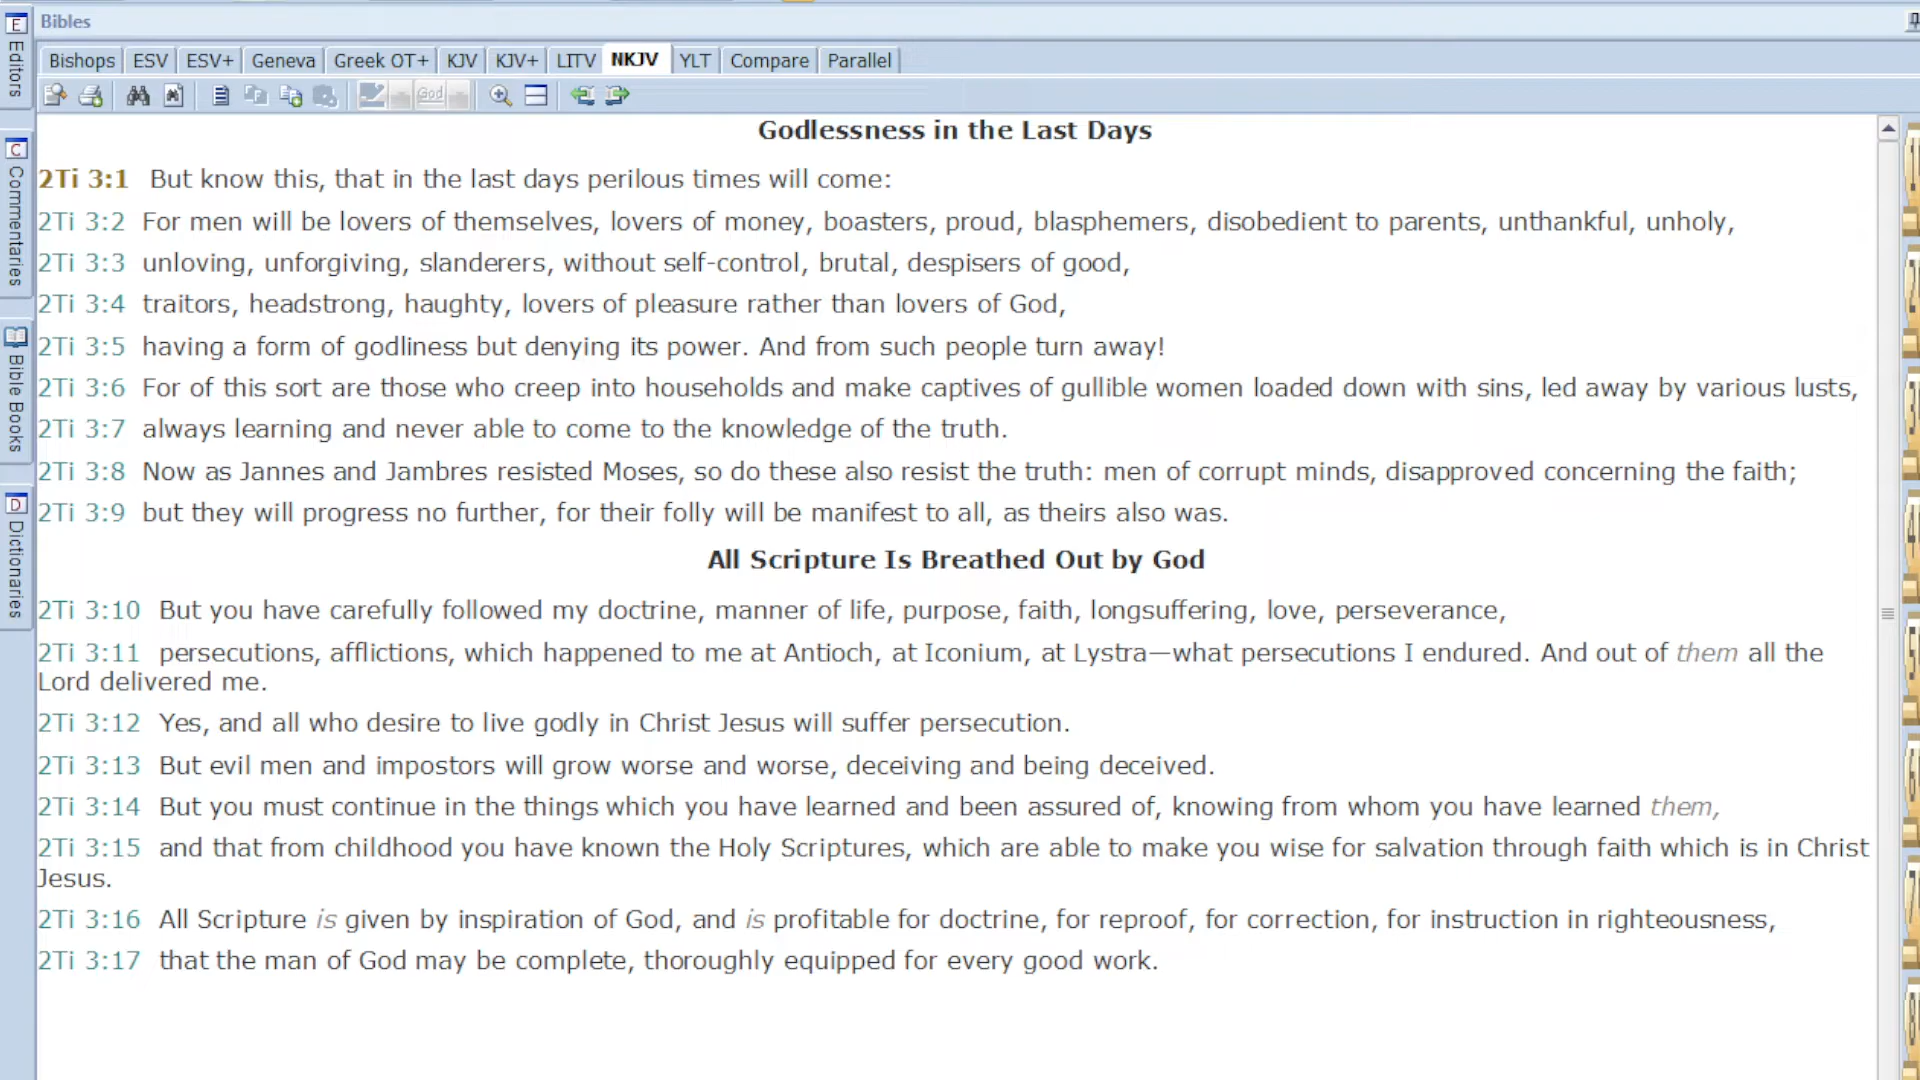 Bibles
Bishops ESV ESV+ Geneva Greek OT+ KJV KJV+ LITV NKJV YLT Compare Parallel
God
E Editors
C Commentaries
Bible Books
D Dictionaries
Godlessness in the Last Days
2Ti 3:1 But know this, that in the last days perilous times will come:
2Ti 3:2 For men will be lovers of themselves, lovers of money, boasters, proud, blasphemers, disobedient to parents, unthankful, unholy,
2Ti 3:3 unloving, unforgiving, slanderers, without self-control, brutal, despisers of good,
2Ti 3:4 traitors, headstrong, haughty, lovers of pleasure rather than lovers of God,
2Ti 3:5 having a form of godliness but denying its power. And from such people turn away!
2Ti 3:6 For of this sort are those who creep into households and make captives of gullible women loaded down with sins, led away by various lusts,
2Ti 3:7 always learning and never able to come to the knowledge of the truth.
2Ti 3:8 Now as Jannes and Jambres resisted Moses, so do these also resist the truth: men of corrupt minds, disapproved concerning the faith;
2Ti 3:9 but they will progress no further, for their folly will be manifest to all, as theirs also was.
All Scripture Is Breathed Out by God
2Ti 3:10 But you have carefully followed my doctrine, manner of life, purpose, faith, longsuffering, love, perseverance,
2Ti 3:11 persecutions, afflictions, which happened to me at Antioch, at Iconium, at Lystra—what persecutions I endured. And out of them all the
Lord delivered me.
2Ti 3:12 Yes, and all who desire to live godly in Christ Jesus will suffer persecution.
2Ti 3:13 But evil men and impostors will grow worse and worse, deceiving and being deceived.
2Ti 3:14 But you must continue in the things which you have learned and been assured of, knowing from whom you have learned them,
2Ti 3:15 and that from childhood you have known the Holy Scriptures, which are able to make you wise for salvation through faith which is in Christ
Jesus.
2Ti 3:16 All Scripture is given by inspiration of God, and is profitable for doctrine, for reproof, for correction, for instruction in righteousness,
2Ti 3:17 that the man of God may be complete, thoroughly equipped for every good work.